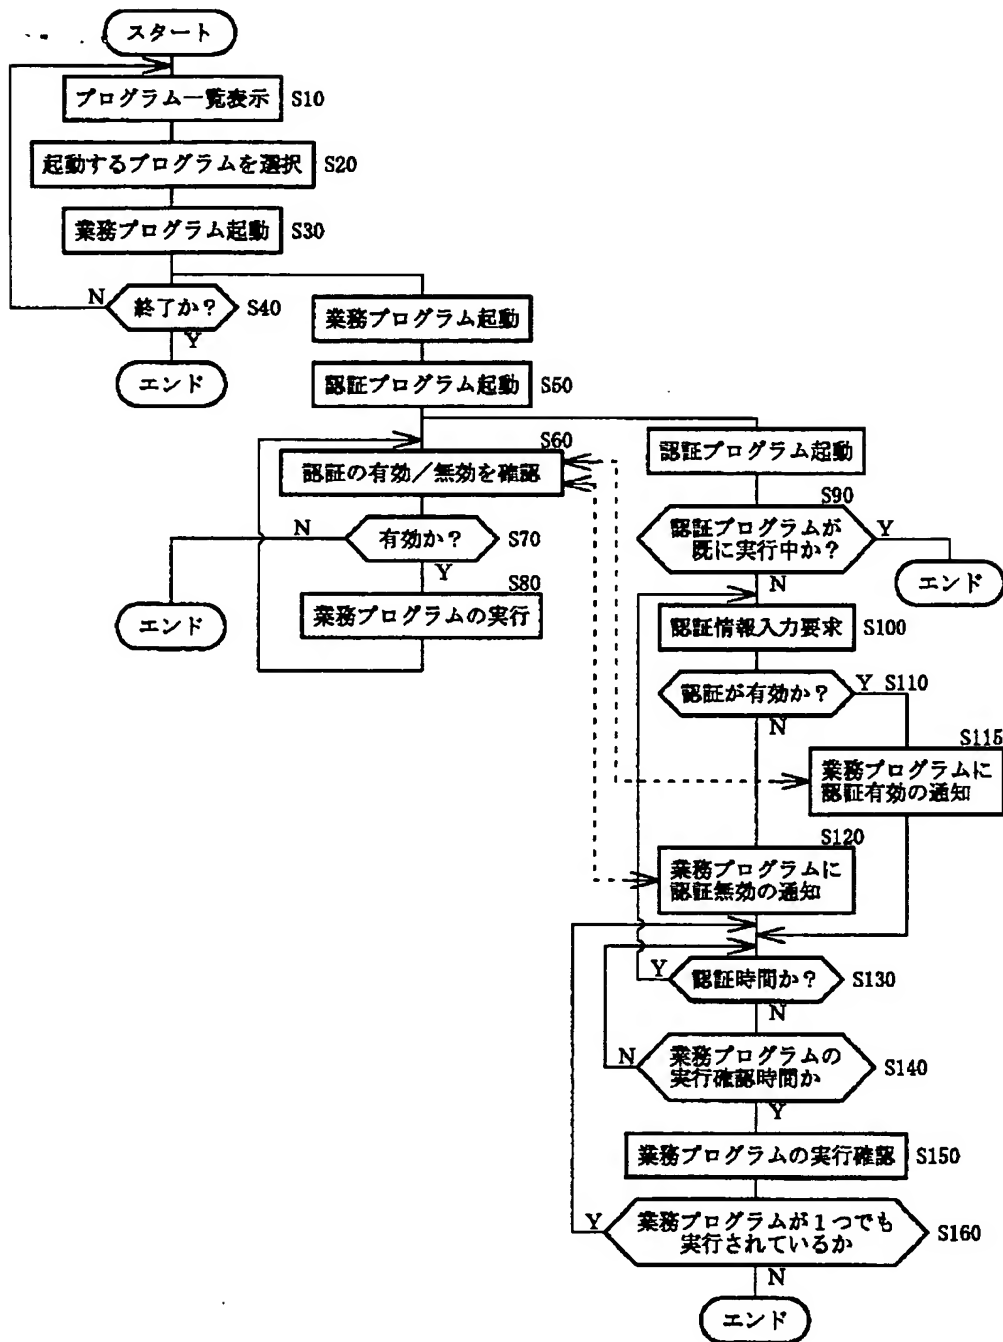 スタート
プログラム一覧表示 S10
起動するプログラムを選択 S20
業務プログラム起動 S30
N 終了か? S40
Y
エンド
業務プログラム起動
認証プログラム起動 S50
S60
認証の有効/無効を確認
N 有効か? S70
Y
S80
業務プログラムの実行
エンド
認証プログラム起動
S90
認証プログラムが
既に実行中か?
Y
エンド
N
認証情報入力要求 S100
認証が有効か? Y S110
N
S115
業務プログラムに
認証有効の通知
S120
業務プログラムに
認証無効の通知
Y 認証時間か? S130
N
業務プログラムの
実行確認時間か
N
S140
Y
業務プログラムの実行確認 S150
業務プログラムが1つでも
実行されているか
Y
S160
N
エンド